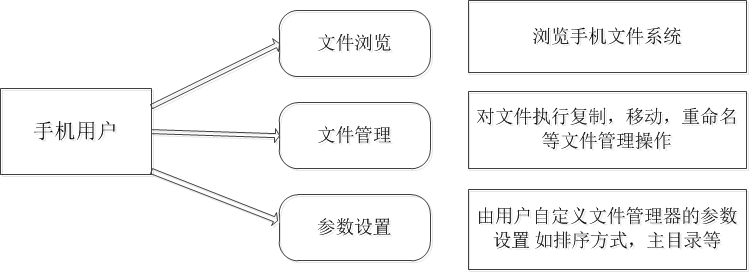 手机用户
文件浏览
浏览手机文件系统
文件管理
对文件执行复制，移动，重命名
等文件管理操作
参数设置
由用户自定义文件管理器的参数
设置 如排序方式，主目录等